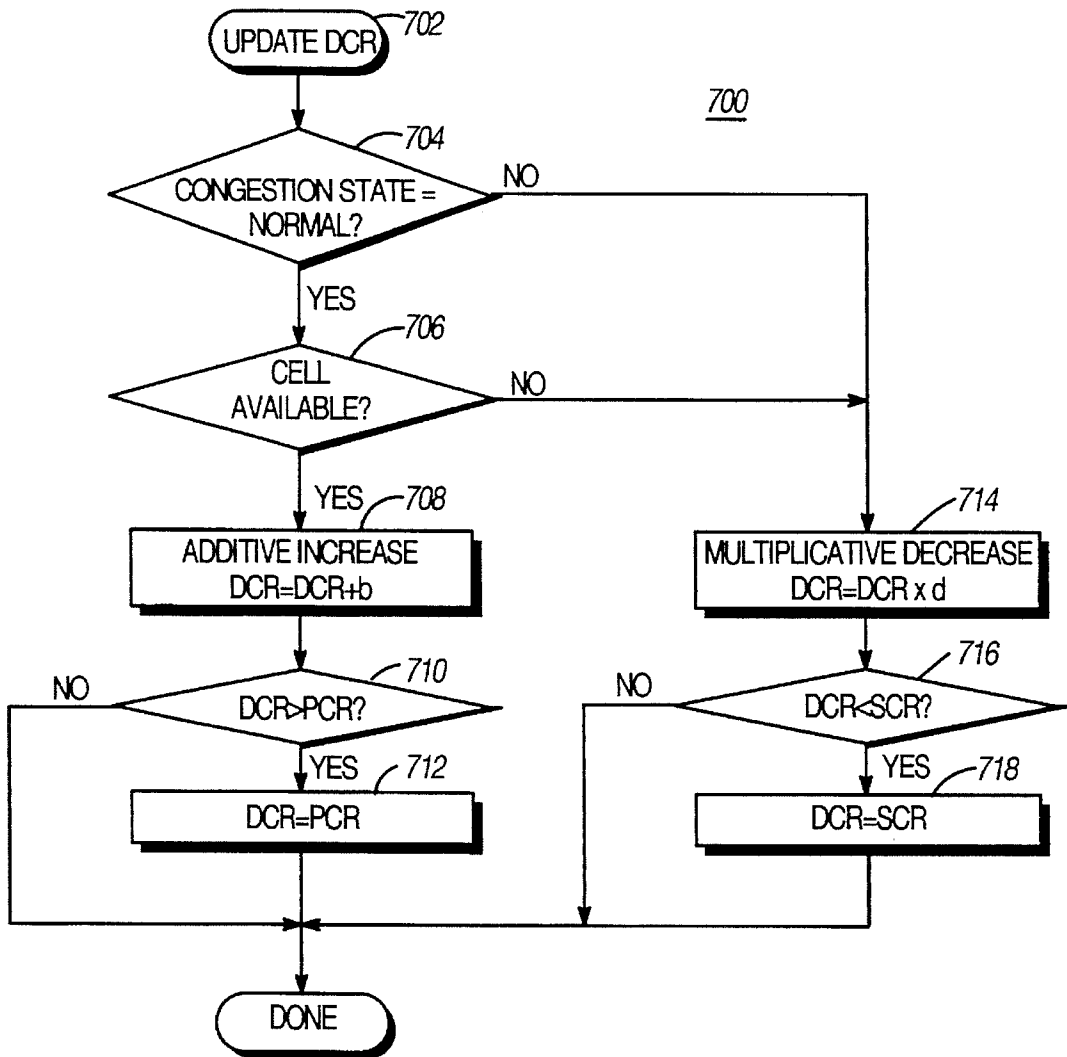 UPDATE DCR
702
700
704
CONGESTION STATE =
NORMAL?
NO
YES
706
CELL
AVAILABLE?
NO
YES
708
ADDITIVE INCREASE
DCR=DCR+b
714
MULTIPLICATIVE DECREASE
DCR=DCR x d
710
NO
DCR>PCR?
YES
716
NO
DCR<SCR?
YES
712
DCR=PCR
718
DCR=SCR
DONE